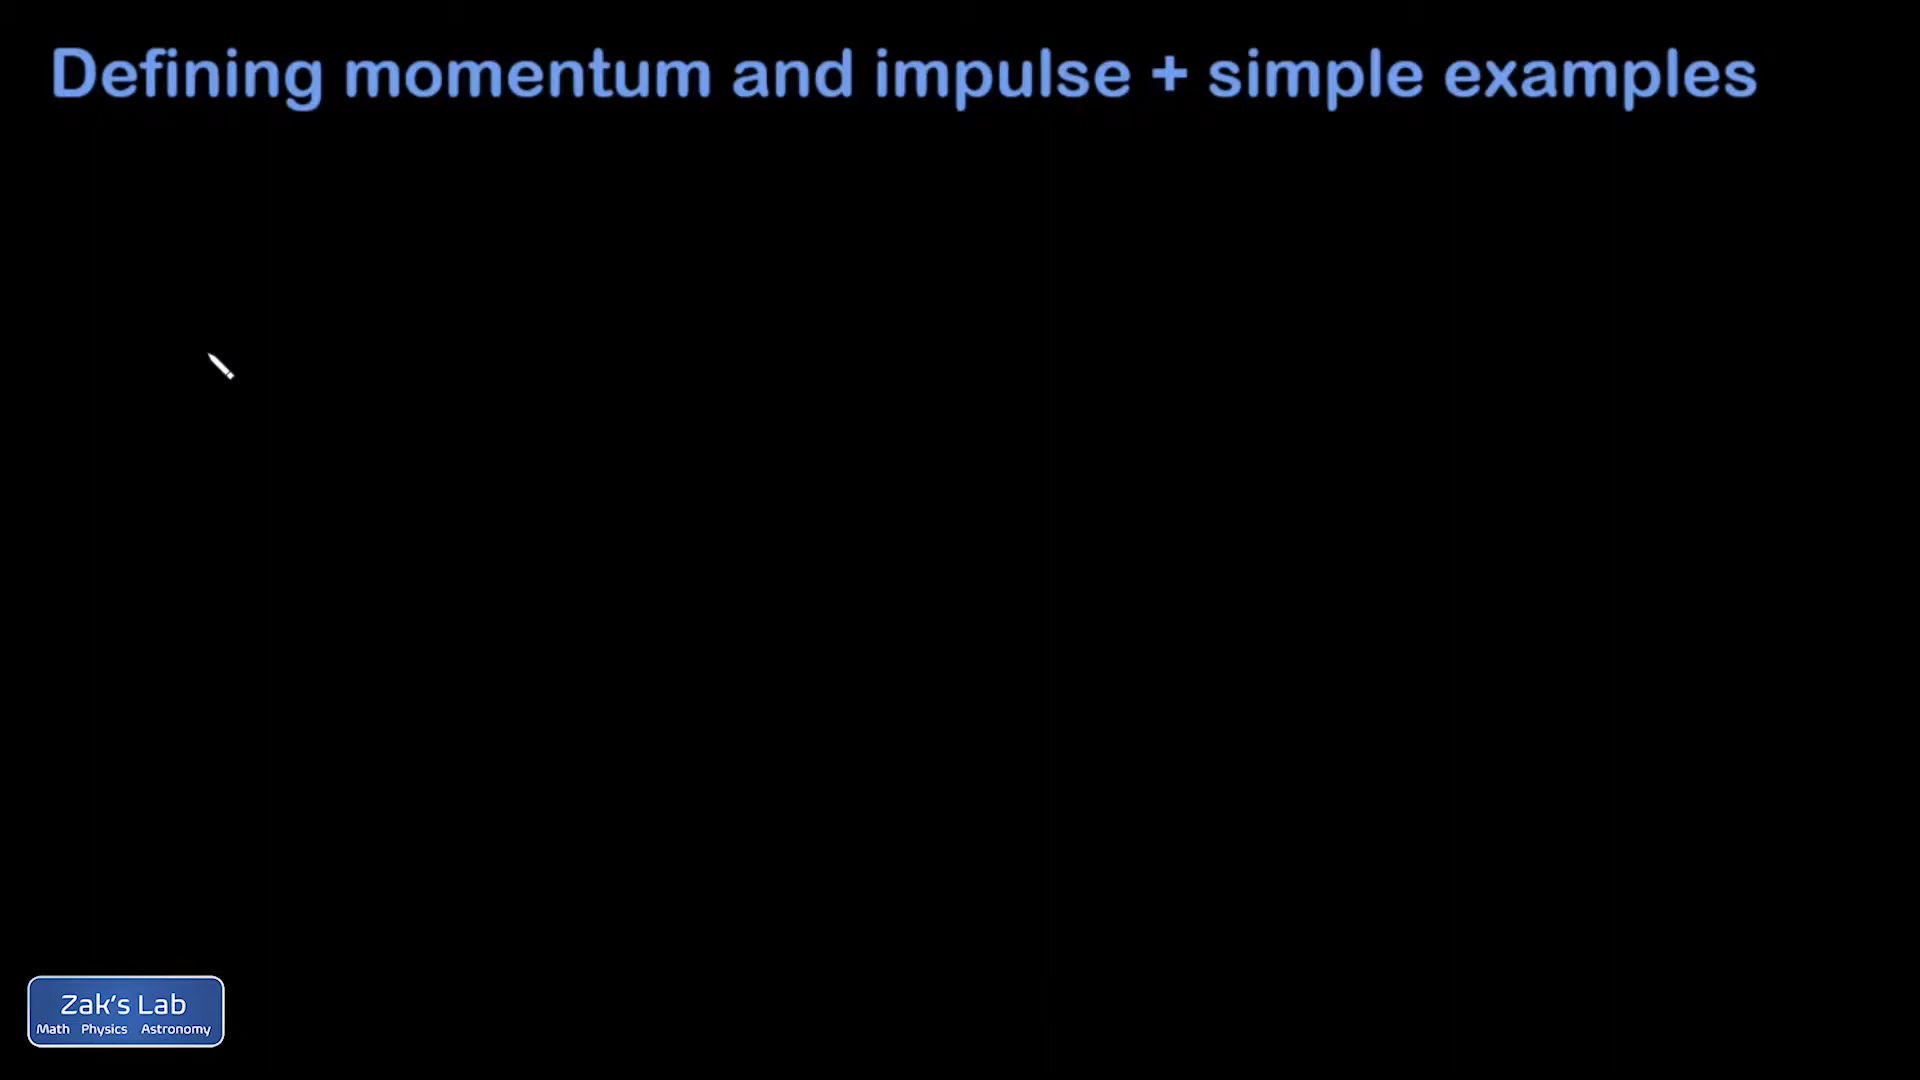 Defining momentum and impulse + simple examples
Zak's Lab
Math Physics Astronomy